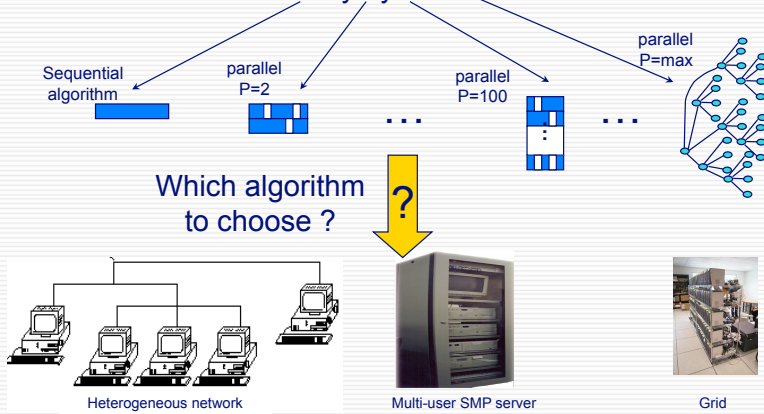 Sequential
algorithm
parallel
P=2
...
parallel
P=100
...
...
parallel
P=max
Which algorithm
to choose ?
?
Heterogeneous network
Multi-user SMP server
Grid